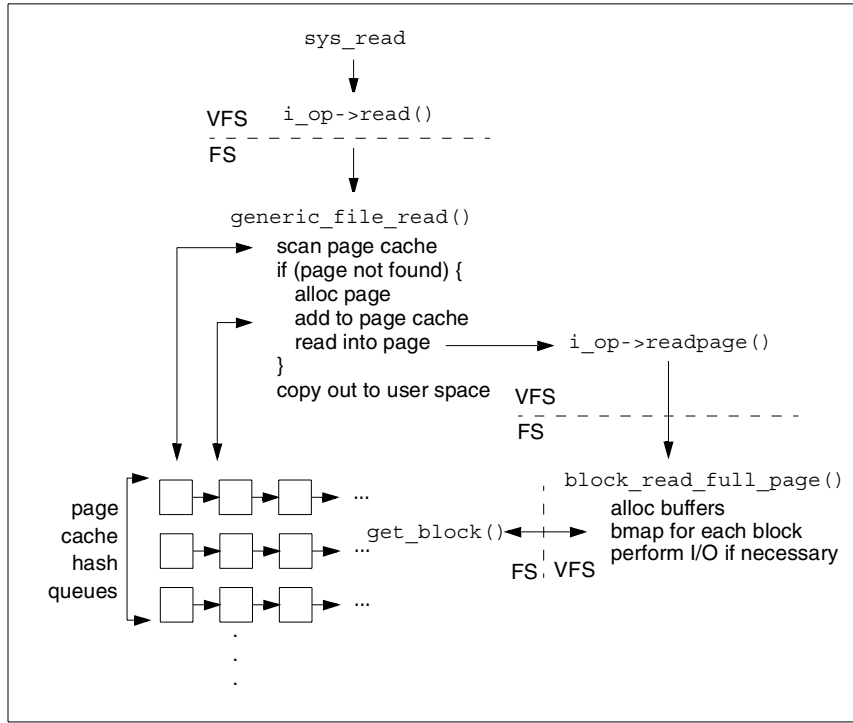 sys_read
VFS i_op->read()
FS
generic_file_read()
scan page cache
if (page not found) {
alloc page
add to page cache
read into page
}
copy out to user space
i_op->readpage()
VFS
FS
block_read_full_page()
alloc buffers
bmap for each block
perform I/O if necessary
get_block()
FS VFS
page
cache
hash
queues
...
...
...
.
.
.